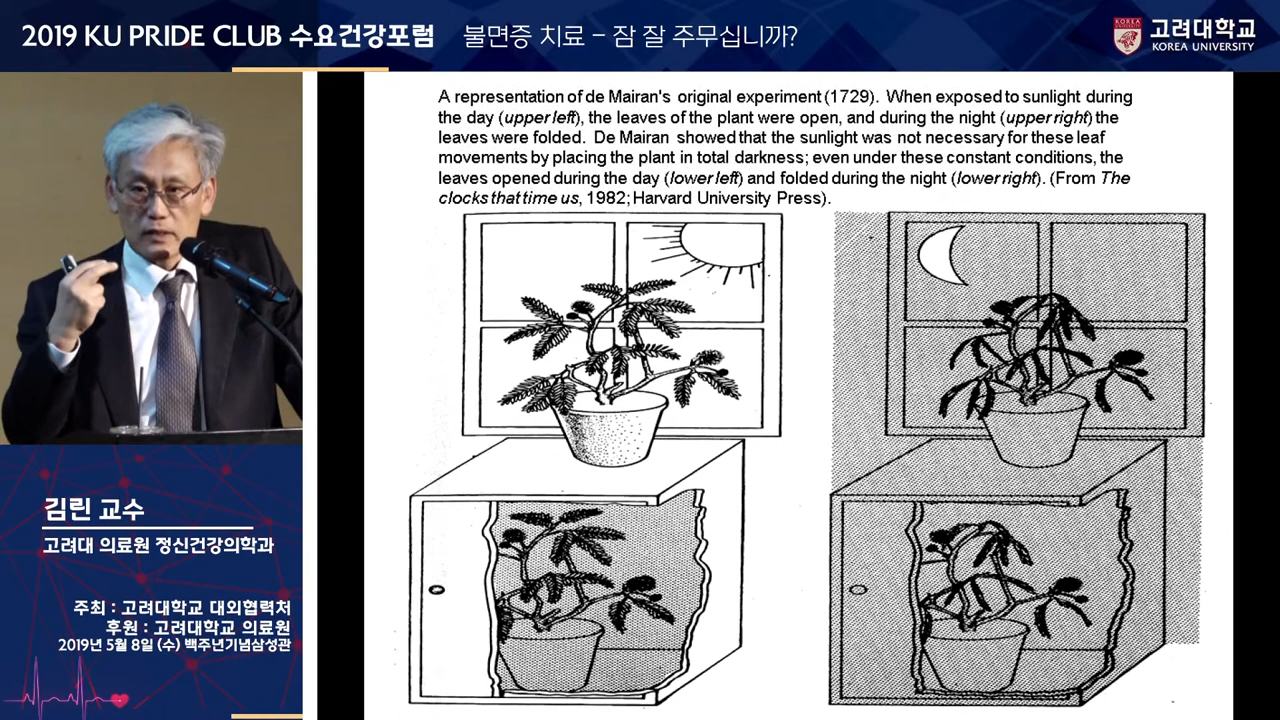 2019 KU PRIDE CLUB 수요건강포럼
불면증 치료 - 잠 잘 주무십니까?
KOREA
UNIVERSITY
고려대학교
KOREA UNIVERSITY
A representation of de Mairan's original experiment (1729). When exposed to sunlight during
the day (upper left), the leaves of the plant were open, and during the night (upper right) the
leaves were folded. De Mairan showed that the sunlight was not necessary for these leaf
movements by placing the plant in total darkness; even under these constant conditions, the
leaves opened during the day (lower left) and folded during the night (lower right). (From The
clocks that time us, 1982; Harvard University Press).
김린 교수
고려대 의료원 정신건강의학과
주최 : 고려대학교 대외협력처
후원 : 고려대학교 의료원
2019년 5월 8일 (수) 백주년기념삼성관